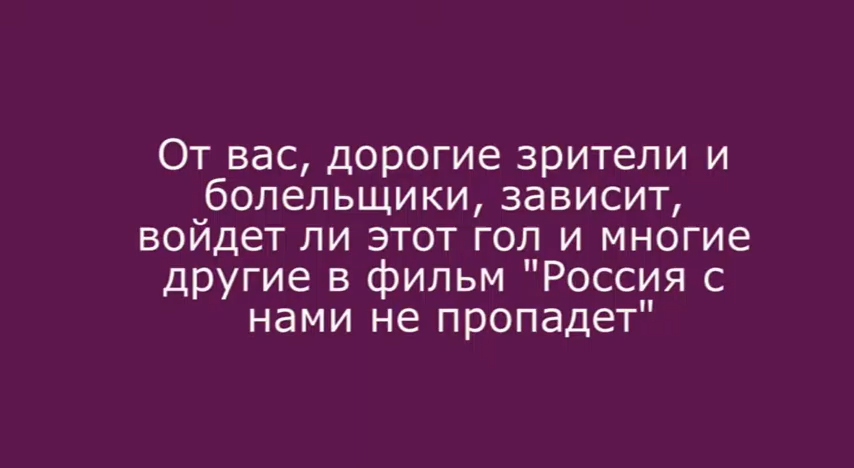 От вас, дорогие зрители и
болельщики, зависит,
войдет ли этот гол и многие
другие в фильм "Россия с
нами не пропадет"